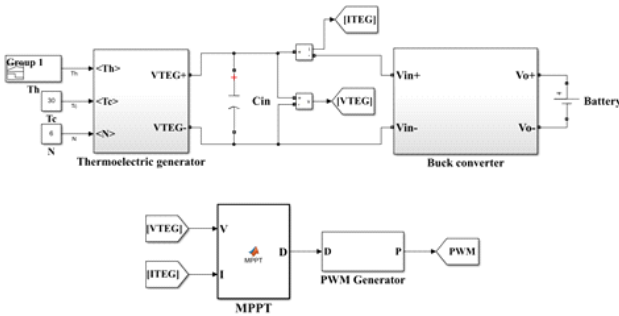 [ITEG]
Group 1
Th
Th
<Th>
VTEG+
30
Tc
Tc
<Tc>
Cin
[VTEG]
6
N
N
<N>
VTEG-
Thermoelectric generator
Vin+
Vo+
Vin-
Vo-
Battery
Buck converter
[VTEG]
V
[ITEG]
I
MPPT
D
MPPT
D
P
PWM Generator
PWM